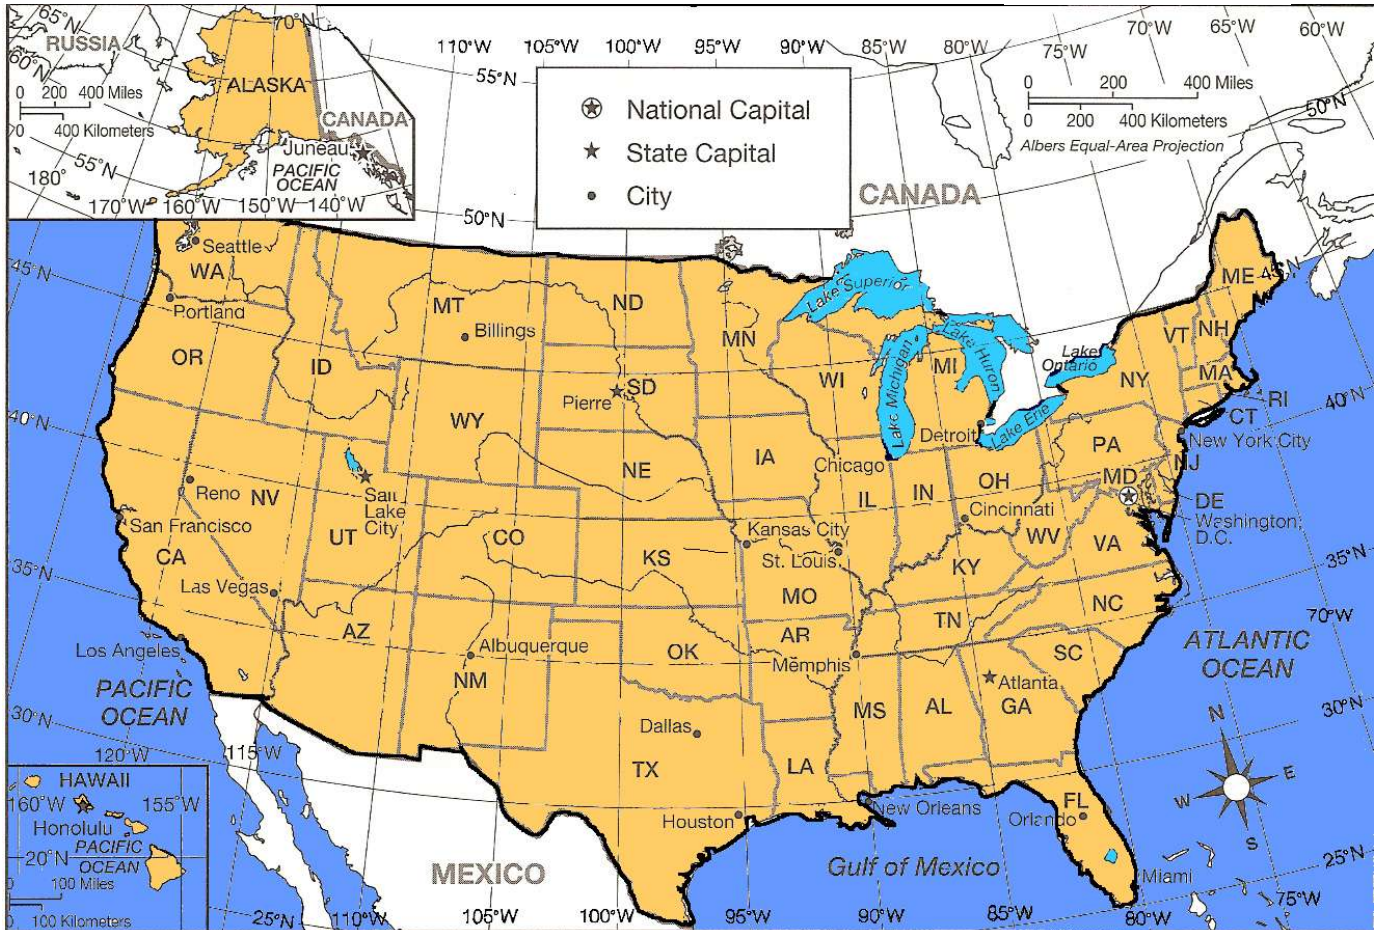 65°N
60°N
RUSSIA
70°N
ALASKA
0 200 400 Miles
0 400 Kilometers
CANADA
Juneau
55°N
PACIFIC
OCEAN
180°
170°W
160°W
150°W
140°W
110°W
105°W
100°W
95°W
90°W
85°W
80°W
75°W
70°W
65°W
60°W
55°N
50°N
National Capital
State Capital
City
0 200 400 Miles
0 200 400 Kilometers
Albers Equal-Area Projection
50°N
CANADA
45°N
Seattle
WA
Portland
OR
MT
Billings
ID
ND
MN
SD
Pierre
WY
Lake Superior
Lake Michigan
Lake Huron
Lake
Ontario
Lake Erie
WI
MI
Detroit
ME
45°N
VT
NH
MA
NY
RI
CT
40°N
New York City
PA
NJ
MD
DE
Washington,
D.C.
40°N
Reno
NV
San Francisco
CA
Salt
Lake
City
UT
CO
NE
IA
Chicago
IL
IN
OH
Cincinnati
WV
VA
35°N
KS
Kansas City
St. Louis
MO
KY
35°N
Las Vegas
AZ
Albuquerque
NM
OK
AR
Memphis
TN
NC
SC
70°W
ATLANTIC
OCEAN
Los Angeles
PACIFIC
OCEAN
30°N
120°W
115°W
Atlanta
GA
AL
MS
LA
Dallas
TX
Houston
New Orleans
FL
Orlando
Miami
30°N
N
E
W
S
25°N
Gulf of Mexico
MEXICO
HAWAII
160°W
155°W
Honolulu
PACIFIC
OCEAN
20°N
0 100 Miles
0 100 Kilometers
25°N
110°W
105°W
100°W
95°W
90°W
85°W
80°W
75°W